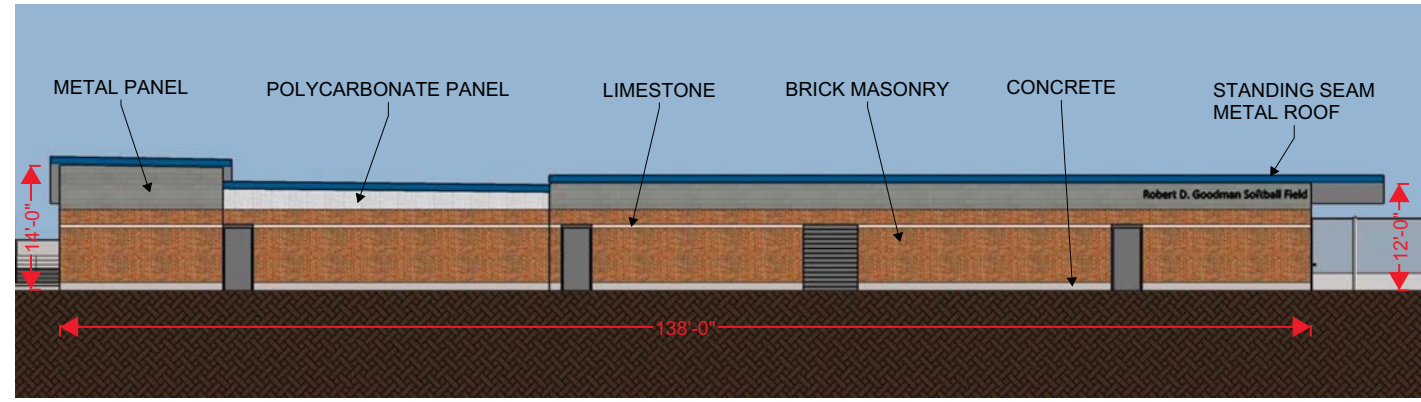 METAL PANEL
POLYCARBONATE PANEL
LIMESTONE
BRICK MASONRY
CONCRETE
STANDING SEAM
METAL ROOF
Robert D. Goodman Softball Field
14'-0"
12'-0"
138'-0"